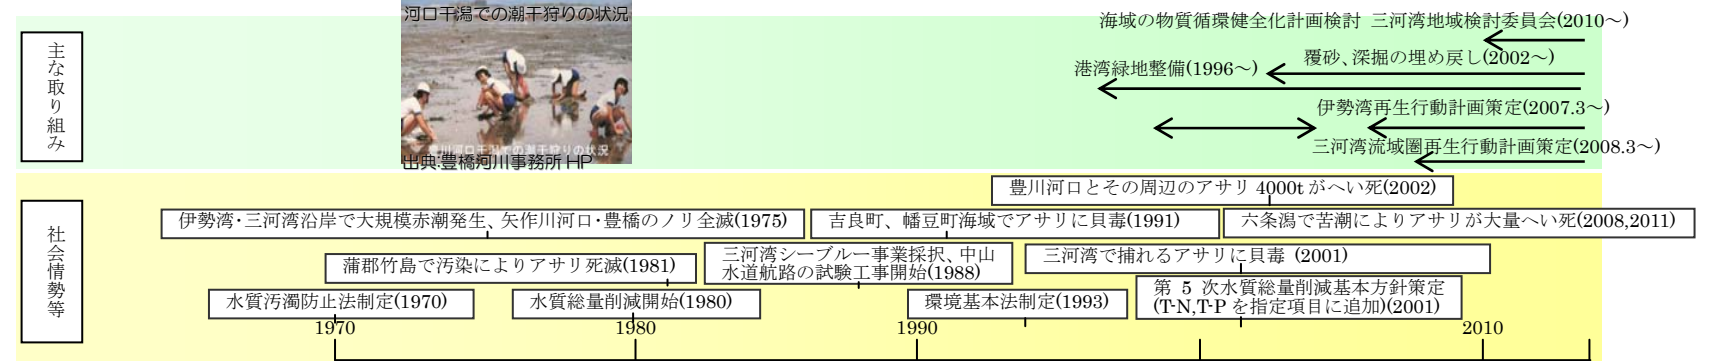 河口干潟での潮干狩りの状況
豊川河口干潟での潮干狩りの状況
出典:豊橋河川事務所 HP
主な取り組み
海域の物質循環健全化計画検討 三河湾地域検討委員会(2010～)
覆砂、深掘の埋め戻し(2002～)
港湾緑地整備(1996～)
伊勢湾再生行動計画策定(2007.3～)
三河湾流域圏再生行動計画策定(2008.3～)
社会情勢等
豊川河口とその周辺のアサリ 4000t がへい死(2002)
伊勢湾・三河湾沿岸で大規模赤潮発生、矢作川河口・豊橋のノリ全滅(1975)
吉良町、幡豆町海域でアサリに貝毒(1991)
六条潟で苦潮によりアサリが大量へい死(2008,2011)
蒲郡竹島で汚染によりアサリ死滅(1981)
三河湾シーブルー事業採択、中山
水道航路の試験工事開始(1988)
三河湾で捕れるアサリに貝毒 (2001)
水質汚濁防止法制定(1970)
水質総量削減開始(1980)
環境基本法制定(1993)
第 5 次水質総量削減基本方針策定
(T-N,T-P を指定項目に追加)(2001)
1970
1980
1990
2010